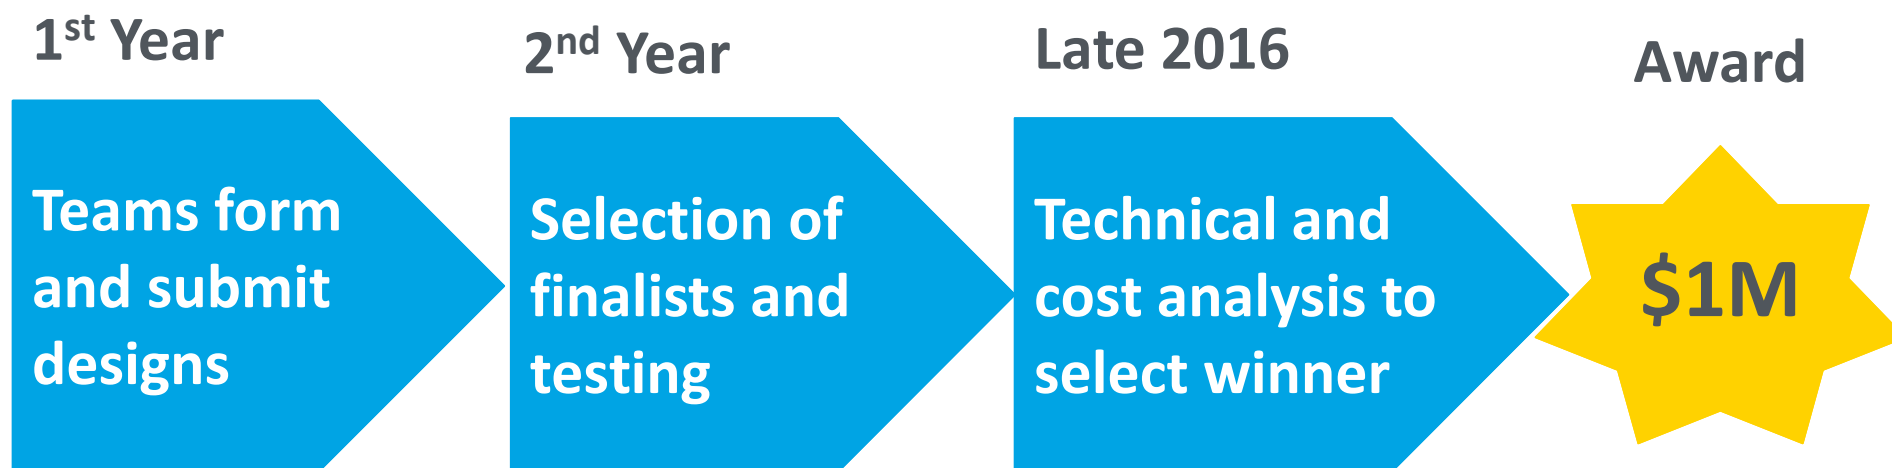 1st Year
Teams form
and submit
designs
2nd Year
Selection of
finalists and
testing
Late 2016
Technical and
cost analysis to
select winner
Award
$1M